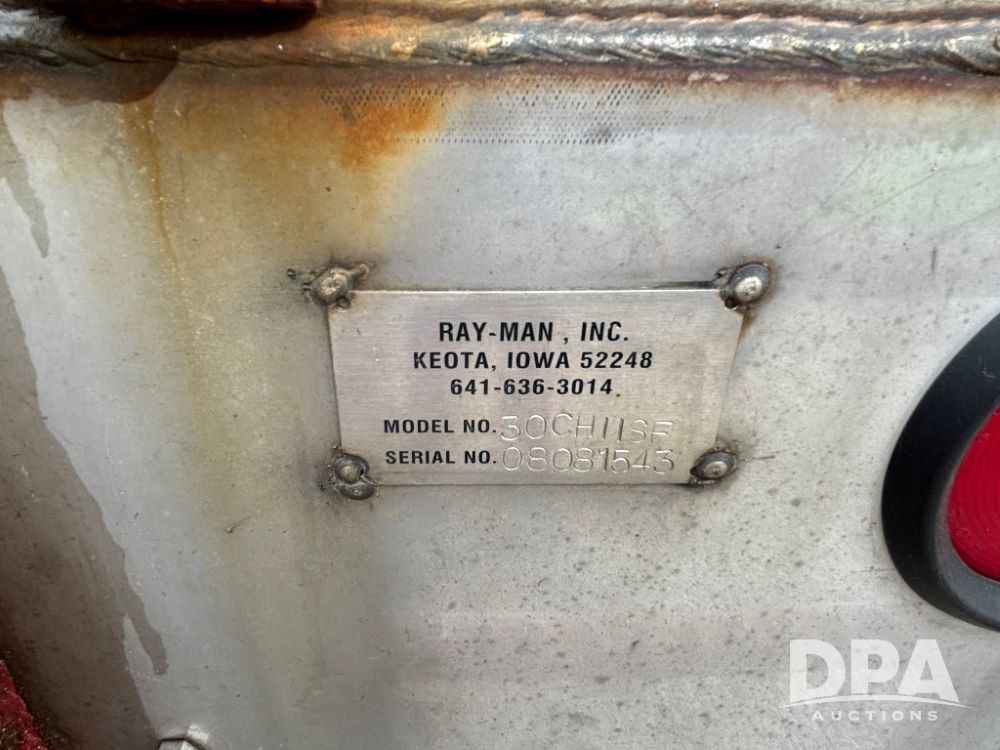 RAY-MAN , INC.
KEOTA, IOWA 52248
641-636-3014
MODEL NO. 30CH11SF
SERIAL NO. 08081543
DPA
AUCTIONS